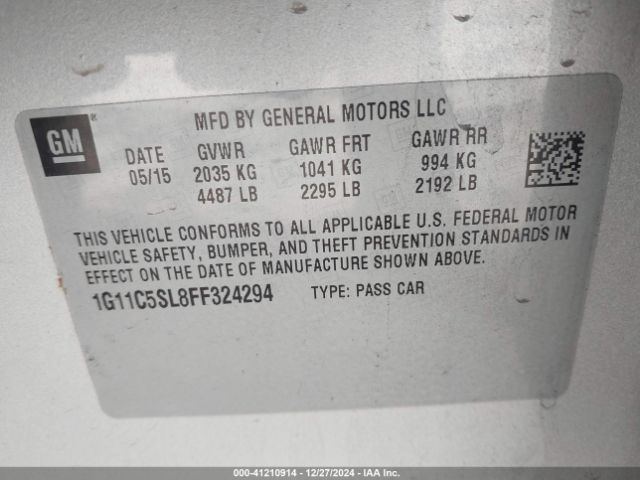 GM
MFD BY GENERAL MOTORS LLC
DATE GVWR GAWR FRT GAWR RR
05/15 2035 KG 1041 KG 994 KG
4487 LB 2295 LB 2192 LB
THIS VEHICLE CONFORMS TO ALL APPLICABLE U.S. FEDERAL MOTOR
VEHICLE SAFETY, BUMPER, AND THEFT PREVENTION STANDARDS IN
EFFECT ON THE DATE OF MANUFACTURE SHOWN ABOVE.
1G11C5SL8FF324294 TYPE: PASS CAR
000-41210914 - 12/27/2024 - IAA Inc.